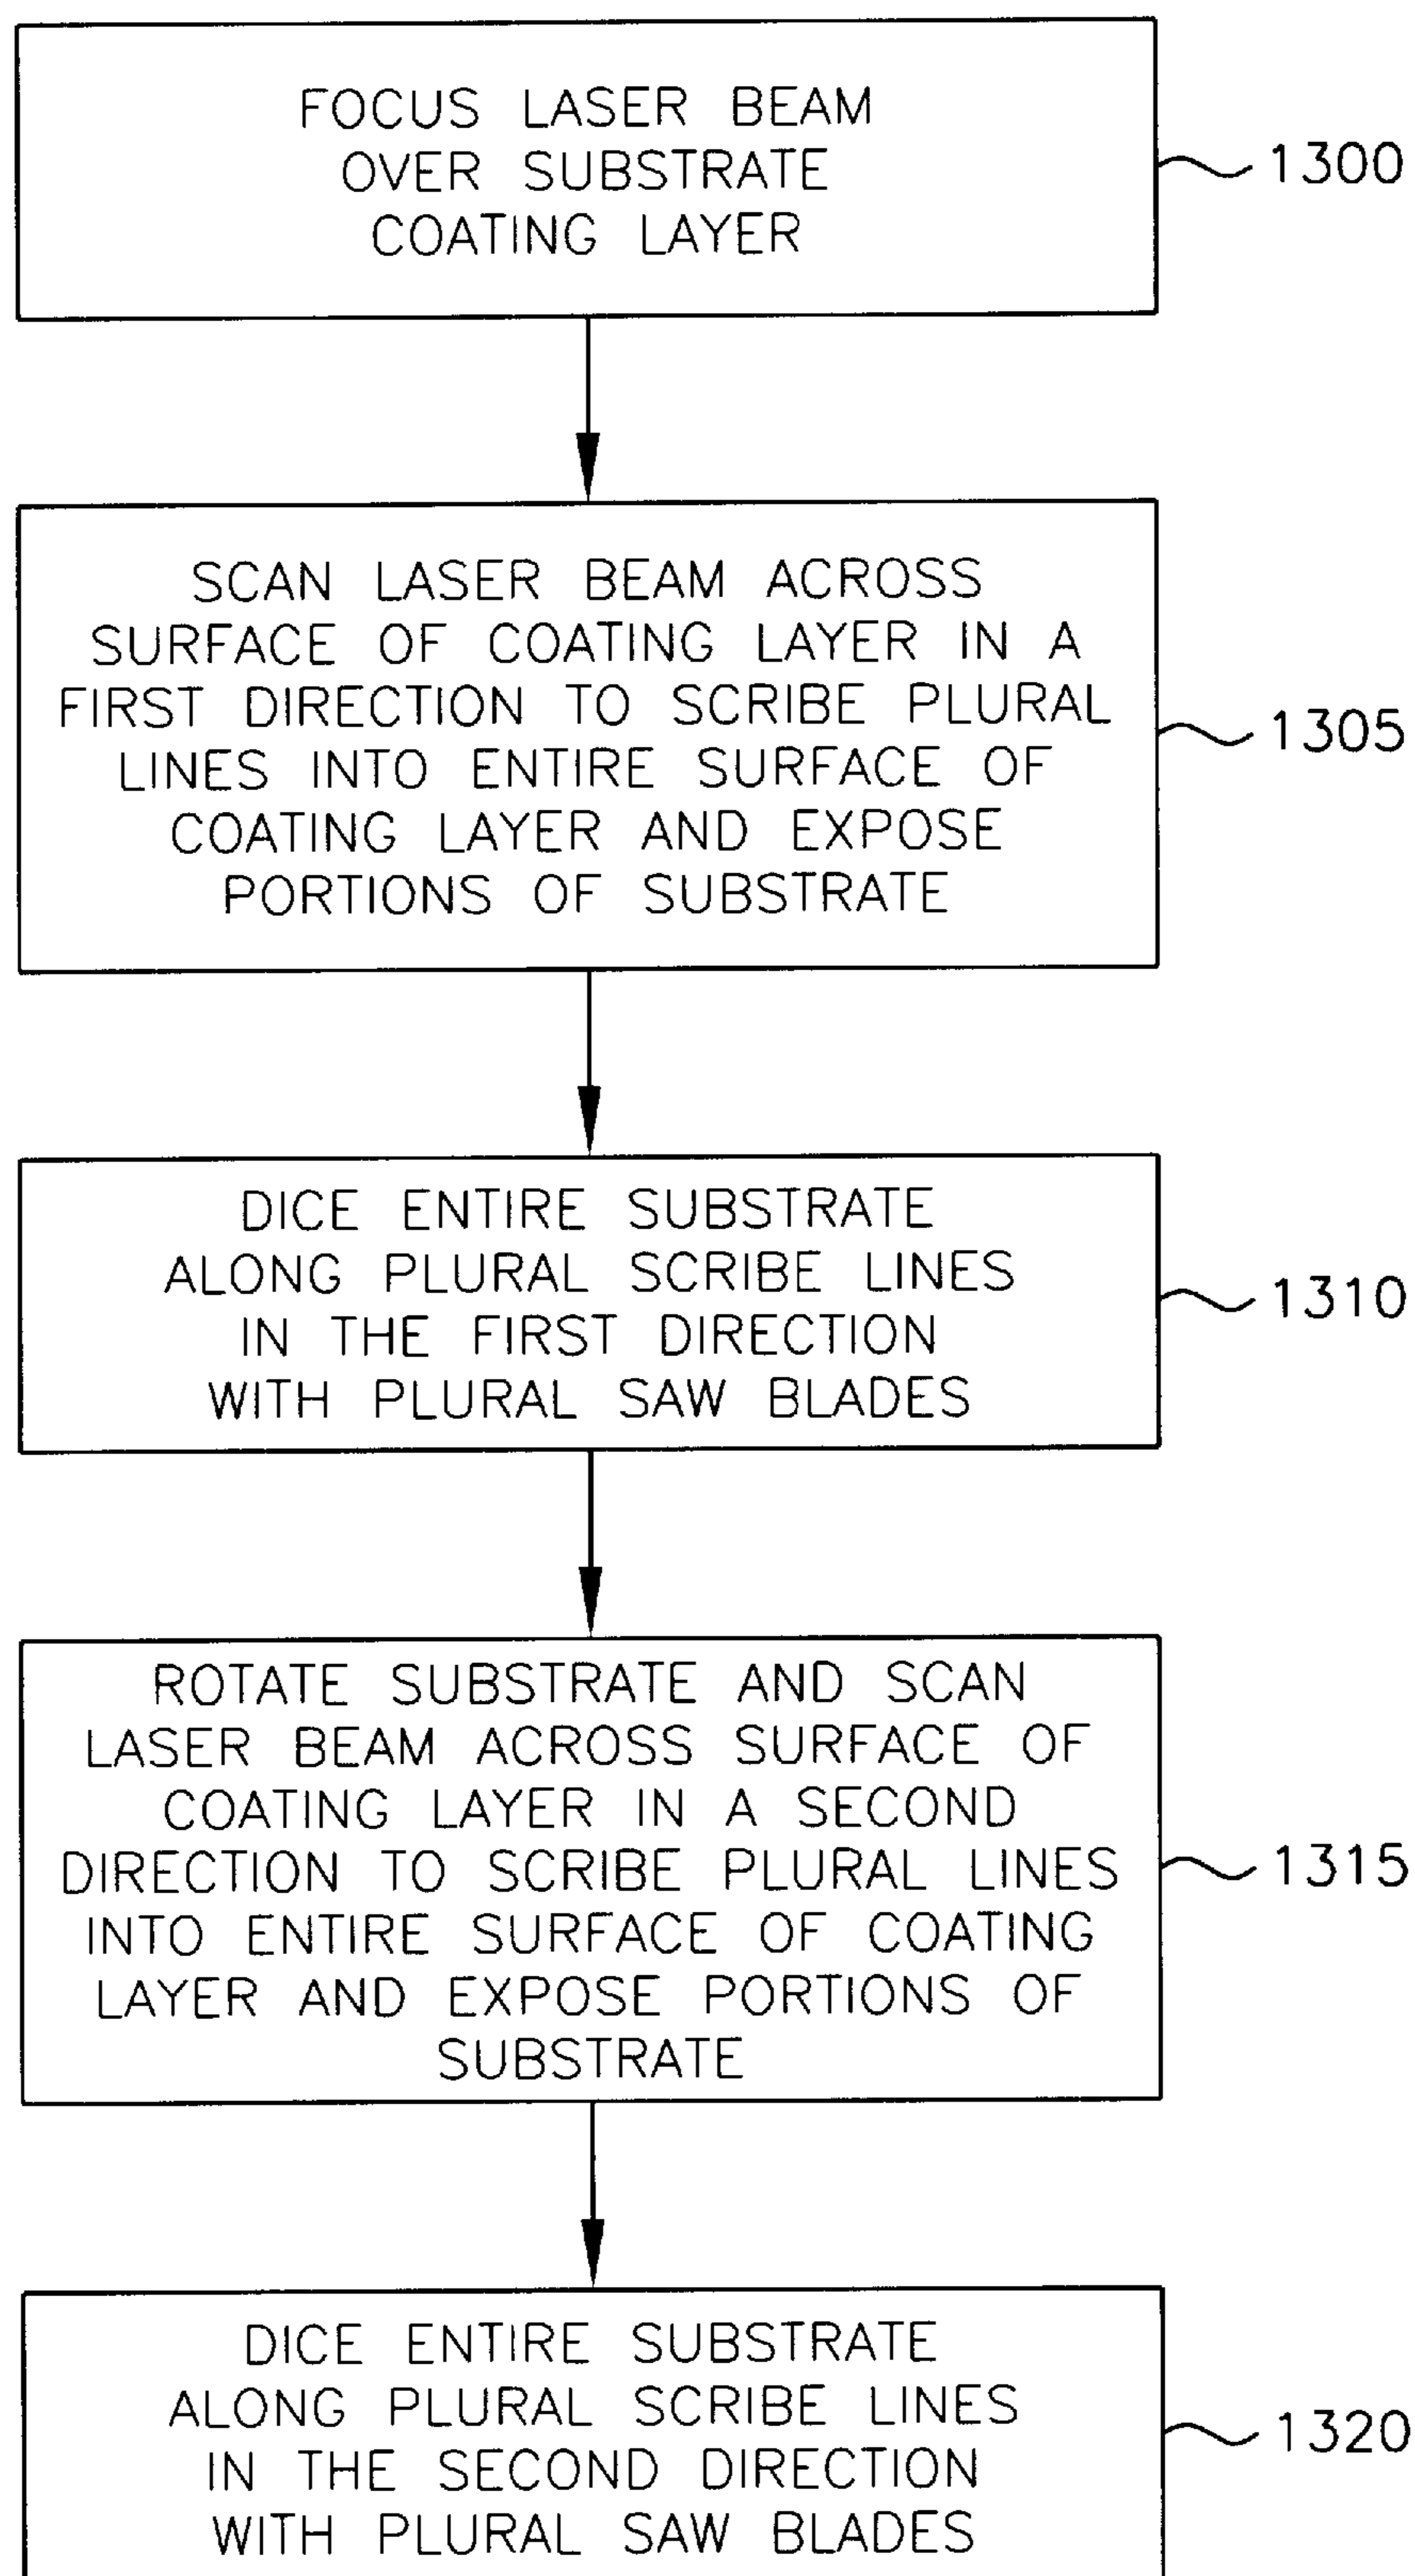 FOCUS LASER BEAM
OVER SUBSTRATE
COATING LAYER
1300
SCAN LASER BEAM ACROSS
SURFACE OF COATING LAYER IN A
FIRST DIRECTION TO SCRIBE PLURAL
LINES INTO ENTIRE SURFACE OF
COATING LAYER AND EXPOSE
PORTIONS OF SUBSTRATE
1305
DICE ENTIRE SUBSTRATE
ALONG PLURAL SCRIBE LINES
IN THE FIRST DIRECTION
WITH PLURAL SAW BLADES
1310
ROTATE SUBSTRATE AND SCAN
LASER BEAM ACROSS SURFACE OF
COATING LAYER IN A SECOND
DIRECTION TO SCRIBE PLURAL LINES
INTO ENTIRE SURFACE OF COATING
LAYER AND EXPOSE PORTIONS OF
SUBSTRATE
1315
DICE ENTIRE SUBSTRATE
ALONG PLURAL SCRIBE LINES
IN THE SECOND DIRECTION
WITH PLURAL SAW BLADES
1320